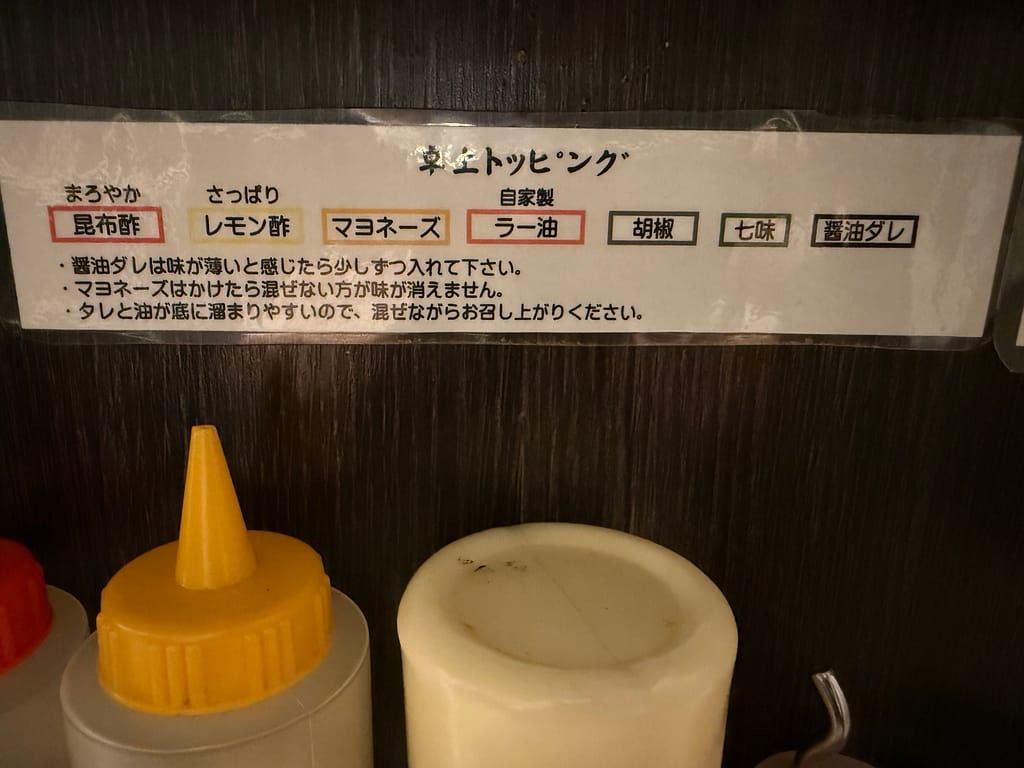 卓上トッピング
まろやか さっぱり 自家製
昆布酢 レモン酢 マヨネーズ ラー油 胡椒 七味 醤油ダレ
・醤油ダレは味が薄いと感じたら少しずつ入れて下さい。
・マヨネーズはかけたら混ぜない方が味が消えません。
・タレと油が底に溜まりやすいので、混ぜながらお召し上がりください。